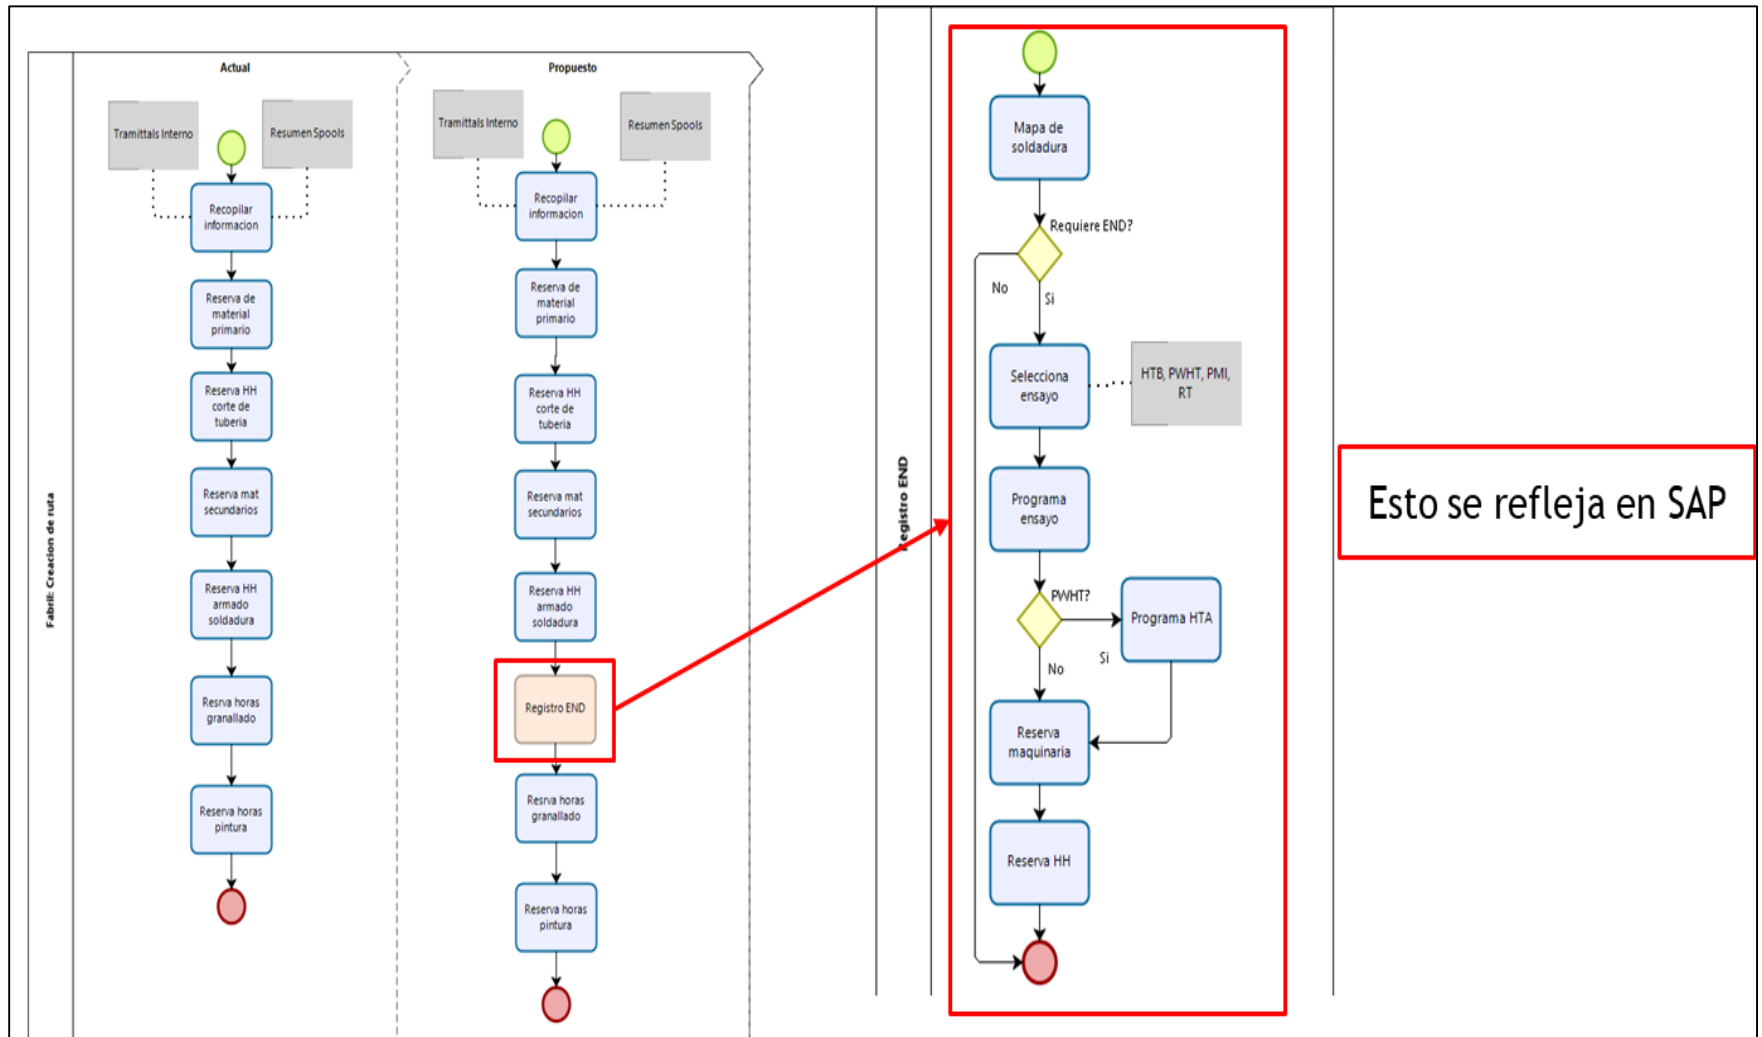 Fabril: Creacion de ruta
Actual
Tramittals Interno
Resumen Spools
Recopilar
informacion
Reserva de
material
primario
Reserva HH
corte de
tuberia
Reserva mat
secundarios
Reserva HH
armado
soldadura
Resrva horas
granallado
Reserva horas
pintura
Propuesto
Tramittals Interno
Resumen Spools
Recopilar
informacion
Reserva de
material
primario
Reserva HH
corte de
tuberia
Reserva mat
secundarios
Reserva HH
armado
soldadura
Registro END
Resrva horas
granallado
Reserva horas
pintura
Registro END
Mapa de
soldadura
Requiere END?
No
Si
Selecciona
ensayo
HTB, PWHT, PMI,
RT
Programa
ensayo
PWHT?
Programa HTA
Si
No
Reserva
maquinaria
Reserva HH
Esto se refleja en SAP